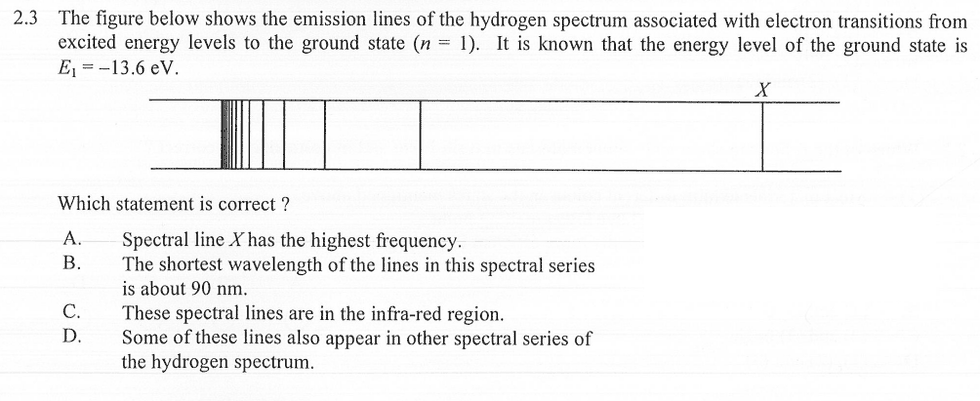 2.3 The figure below shows the emission lines of the hydrogen spectrum associated with electron transitions from
excited energy levels to the ground state (n = 1). It is known that the energy level of the ground state is
E₁ = −13.6 eV.
X
Which statement is correct ?
A. Spectral line X has the highest frequency.
B. The shortest wavelength of the lines in this spectral series
is about 90 nm.
C. These spectral lines are in the infra-red region.
D. Some of these lines also appear in other spectral series of
the hydrogen spectrum.